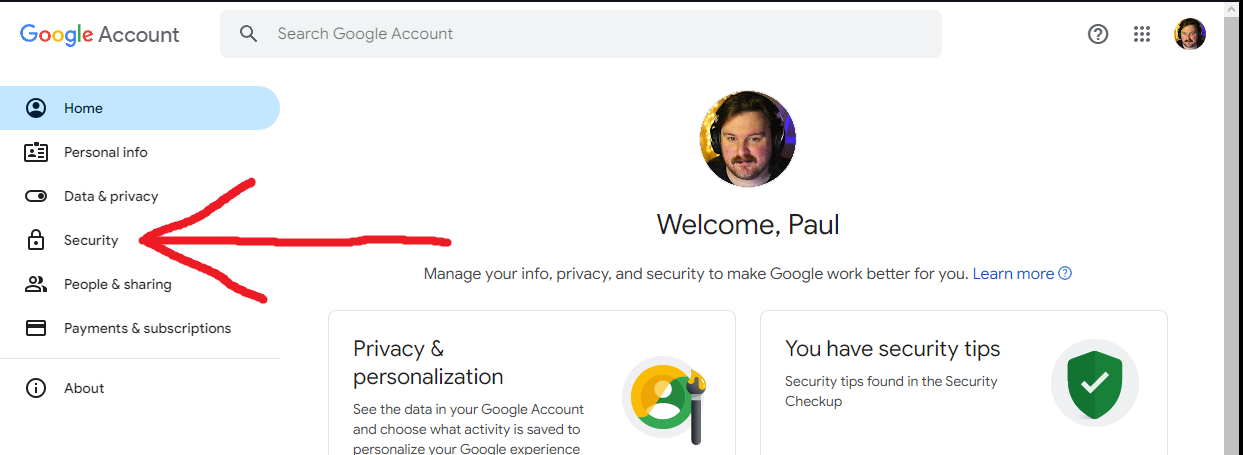 Google Account
Search Google Account
Home
Personal info
Data & privacy
Security
People & sharing
Payments & subscriptions
About
Welcome, Paul
Manage your info, privacy, and security to make Google work better for you. Learn more
Privacy &
personalization
See the data in your Google Account
and choose what activity is saved to
personalize your Google experience
You have security tips
Security tips found in the Security
Checkup